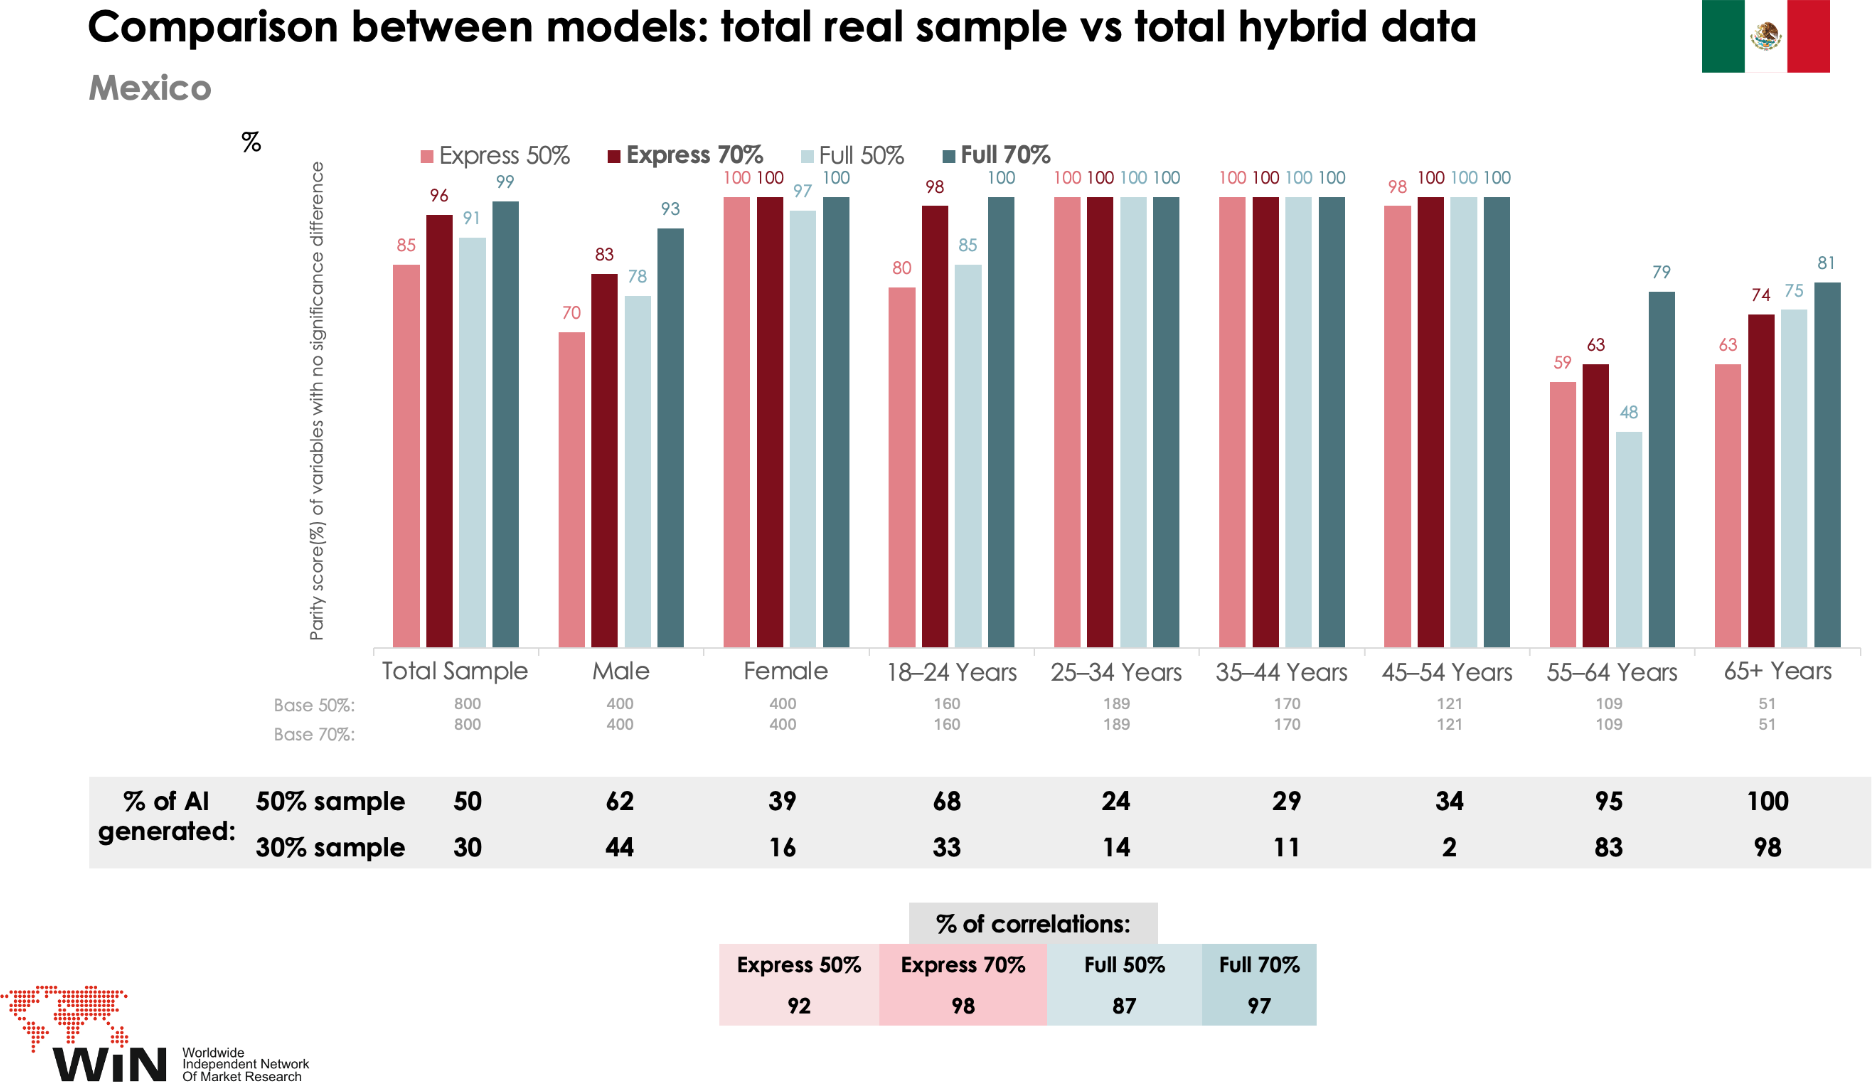 Comparison between models: total real sample vs total hybrid data
Mexico
%
Parity score(%) of variables with no significance difference
Express 50% Express 70% Full 50% Full 70%
85 96 91 99
70 83 78 93
100 100 97 100
80 98 85 100
100 100 100 100
100 100 100 100
98 100 100 100
59 63 48 79
63 74 75 81
Total Sample Male Female 18–24 Years 25–34 Years 35–44 Years 45–54 Years 55–64 Years 65+ Years
Base 50%: 800 400 400 160 189 170 121 109 51
Base 70%: 800 400 400 160 189 170 121 109 51
% of AI generated:
50% sample 50 62 39 68 24 29 34 95 100
30% sample 30 44 16 33 14 11 2 83 98
% of correlations:
Express 50% Express 70% Full 50% Full 70%
92 98 87 97
WiN
Worldwide
Independent Network
Of Market Research